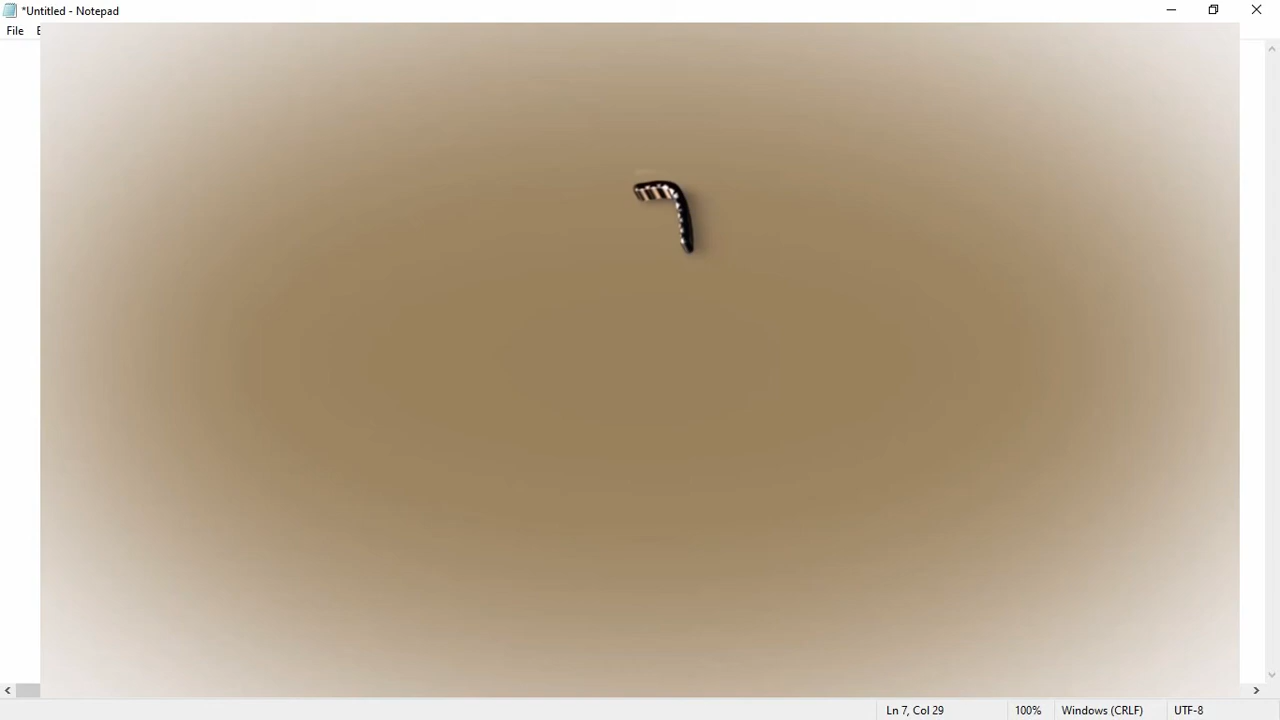 *Untitled - Notepad
File
Ln 7, Col 29
100%
Windows (CRLF)
UTF-8